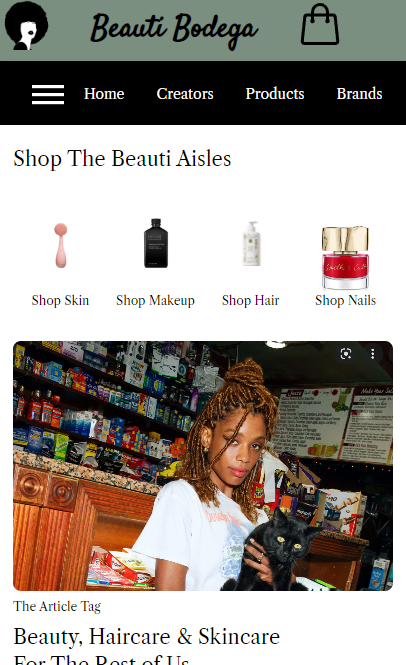 Beauti Bodega
Home Creators Products Brands
Shop The Beauti Aisles
Shop Skin Shop Makeup Shop Hair Shop Nails
The Article Tag
Beauty, Haircare & Skincare
For The Rest of Us